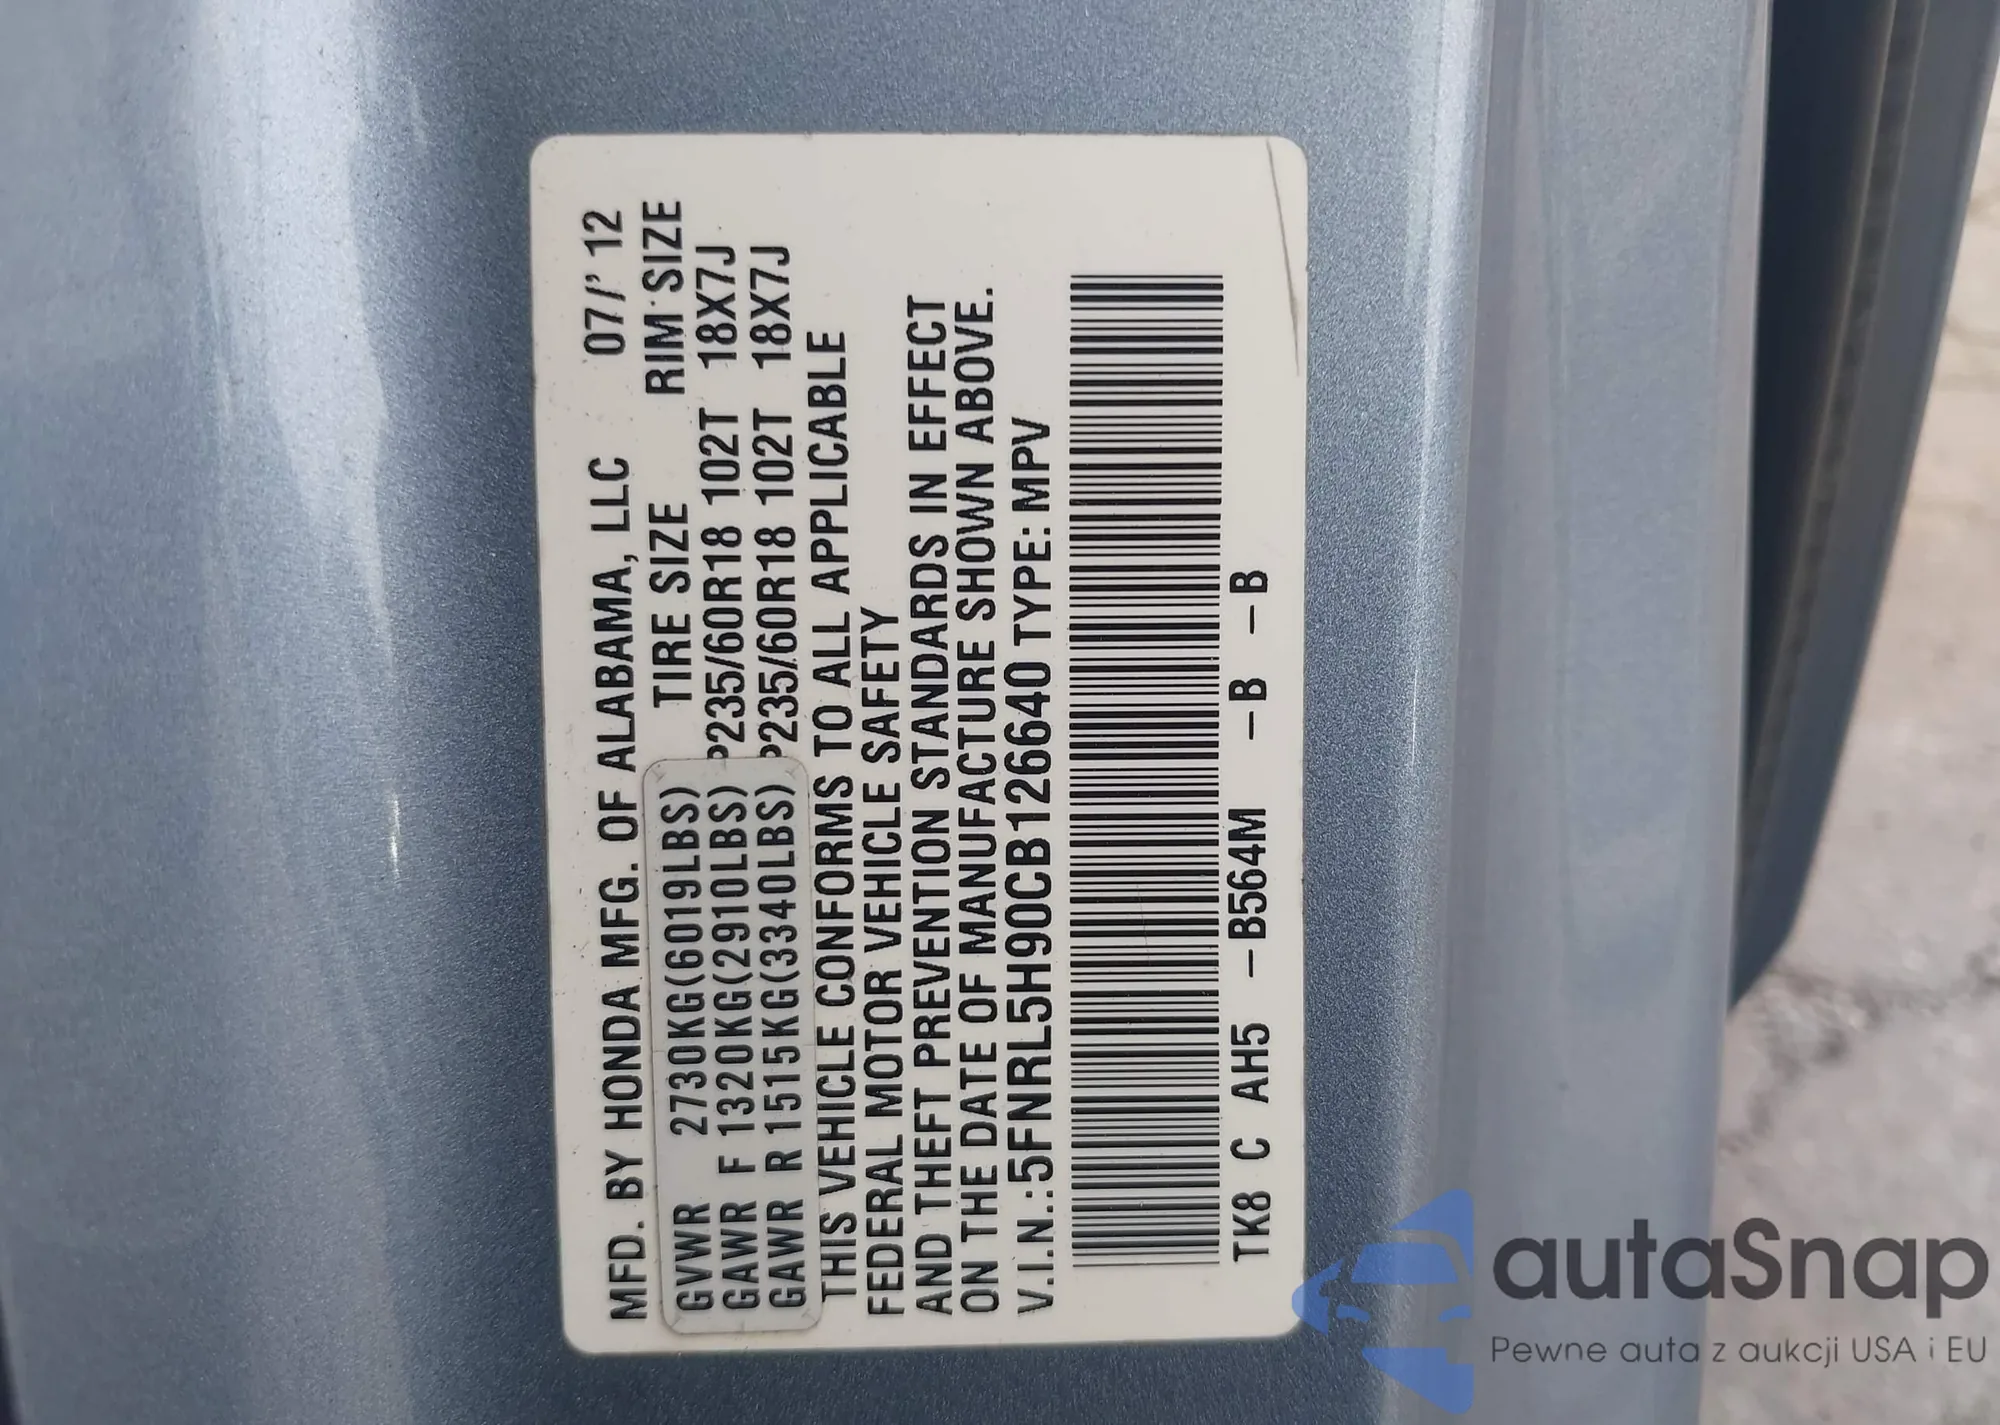 MFD. BY HONDA MFG. OF ALABAMA, LLC 07/'12
TIRE SIZE RIM SIZE
GVWR 2730KG(6019LBS)
GAWR F 1320KG(2910LBS) P235/60R18 102T 18X7J
GAWR R 1515KG(3340LBS) P235/60R18 102T 18X7J
THIS VEHICLE CONFORMS TO ALL APPLICABLE
FEDERAL MOTOR VEHICLE SAFETY
AND THEFT PREVENTION STANDARDS IN EFFECT
ON THE DATE OF MANUFACTURE SHOWN ABOVE.
V.I.N.:5FNRL5H90CB126640 TYPE: MPV
TK8 C AH5 -B564M -B -B
autaSnap
Pewne auta z aukcji USA i EU